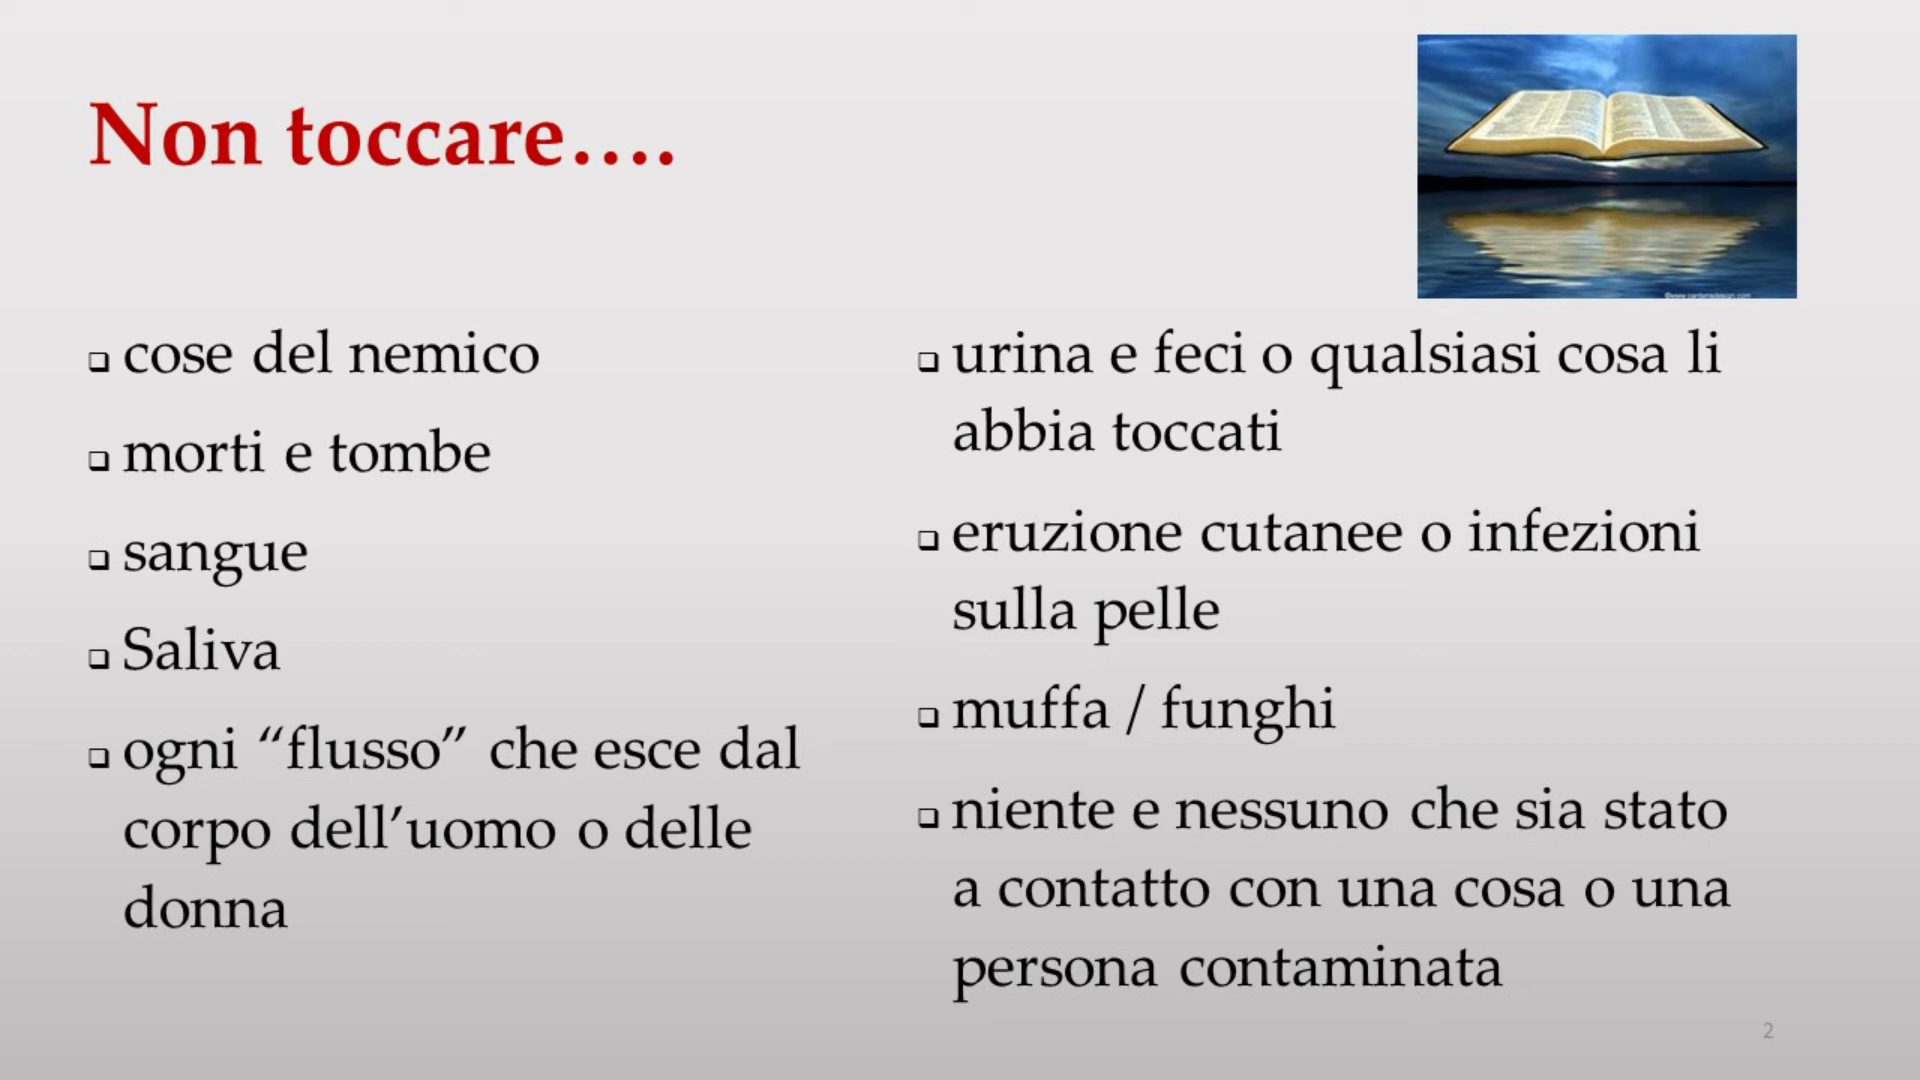 Non toccare....
cose del nemico
morti e tombe
sangue
Saliva
ogni “flusso” che esce dal
corpo dell’uomo o delle
donna
urina e feci o qualsiasi cosa li
abbia toccati
eruzione cutanee o infezioni
sulla pelle
muffa / funghi
niente e nessuno che sia stato
a contatto con una cosa o una
persona contaminata
2